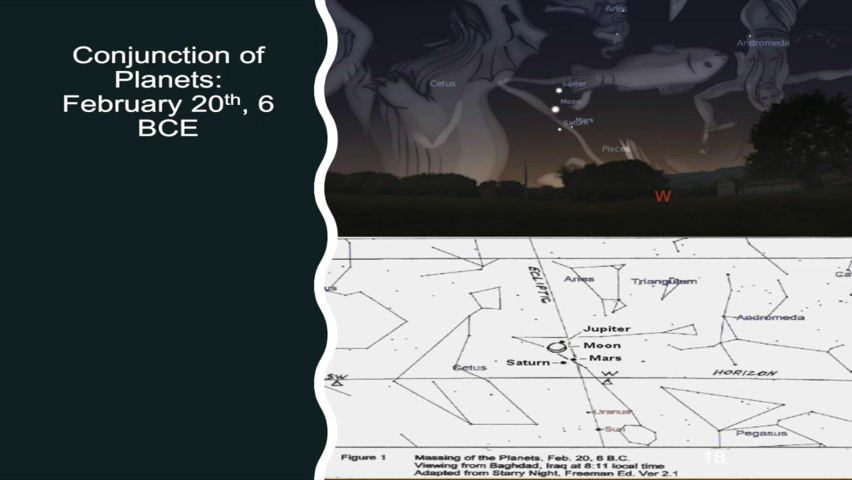 Conjunction of
Planets:
February 20th, 6
BCE
Aries
Andromeda
Cetus
Jupiter
Moon
Mars
Saturn
Pisces
W
ECLIPTIC
Aries
Triangulum
Andromeda
Jupiter
Moon
Saturn
Mars
Cetus
SW
W
HORIZON
Uranus
Sun
Pegasus
Figure 1
Massing of the Planets, Feb. 20, 6 B.C.
Viewing from Baghdad, Iraq at 8:11 local time
Adapted from Starry Night, Freeman Ed. Ver 2.1
18